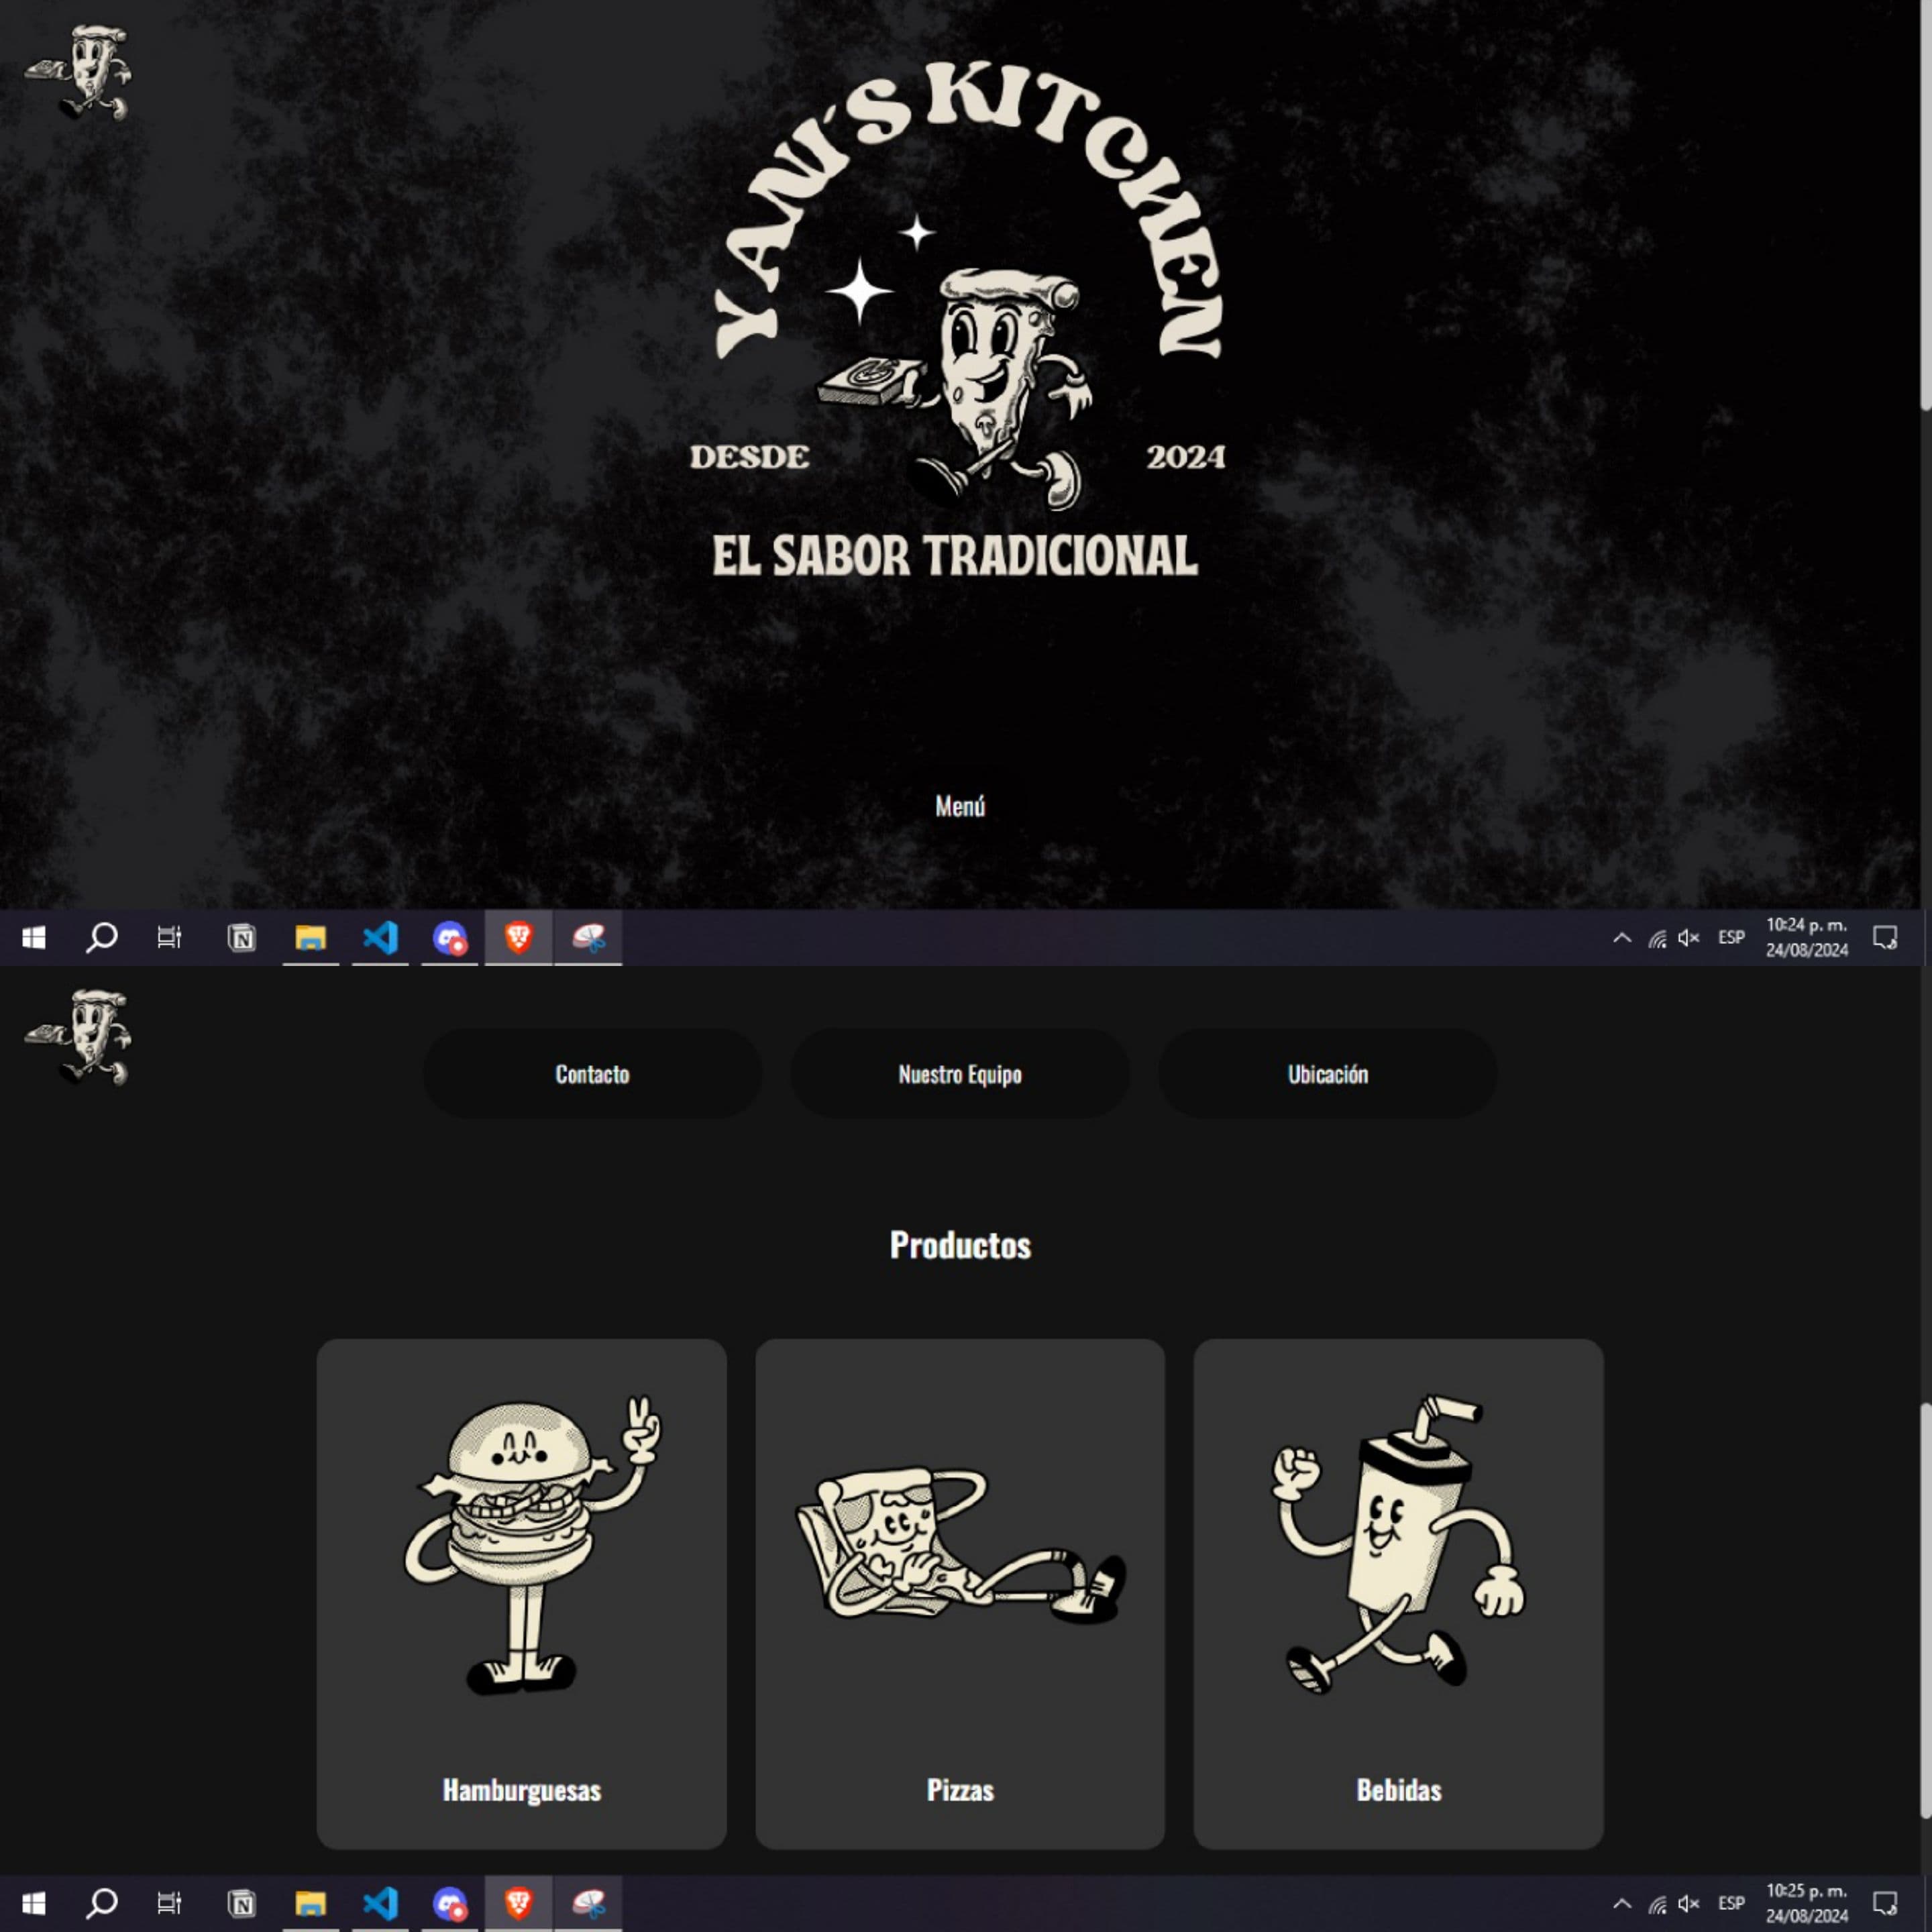 YANI'S KITCHEN
DESDE
2024
EL SABOR TRADICIONAL
Menú
ESP
10:24 p. m.
24/08/2024
Contacto
Nuestro Equipo
Ubicación
Productos
Hamburguesas
Pizzas
Bebidas
ESP
10:25 p. m.
24/08/2024